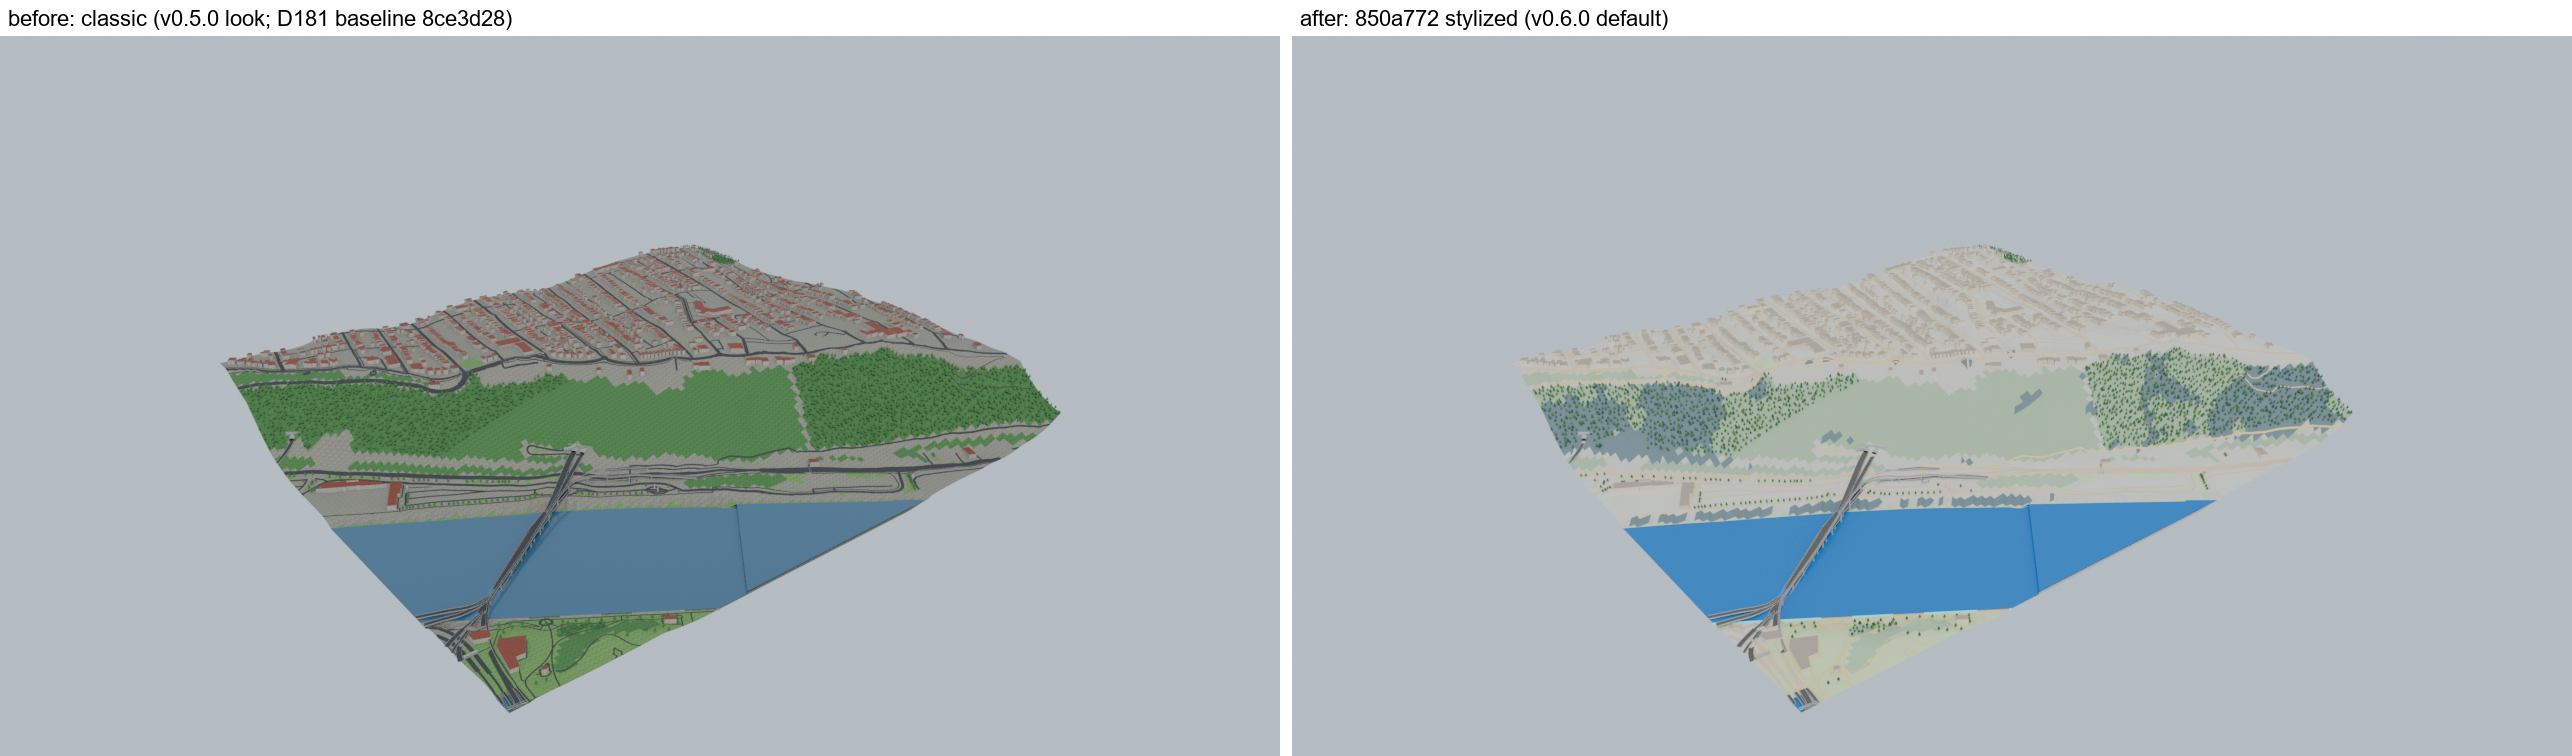 before: classic (v0.5.0 look; D181 baseline 8ce3d28)
after: 850a772 stylized (v0.6.0 default)